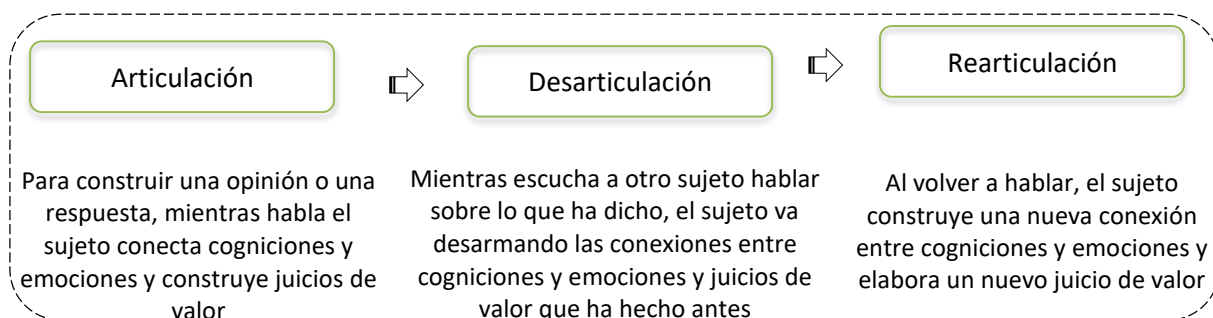 Articulación
Desarticulación
Rearticulación
Para construir una opinión o una
respuesta, mientras habla el
sujeto conecta cogniciones y
emociones y construye juicios de
valor
Mientras escucha a otro sujeto hablar
sobre lo que ha dicho, el sujeto va
desarmando las conexiones entre
cogniciones y emociones y juicios de
valor que ha hecho antes
Al volver a hablar, el sujeto
construye una nueva conexión
entre cogniciones y emociones y
elabora un nuevo juicio de valor